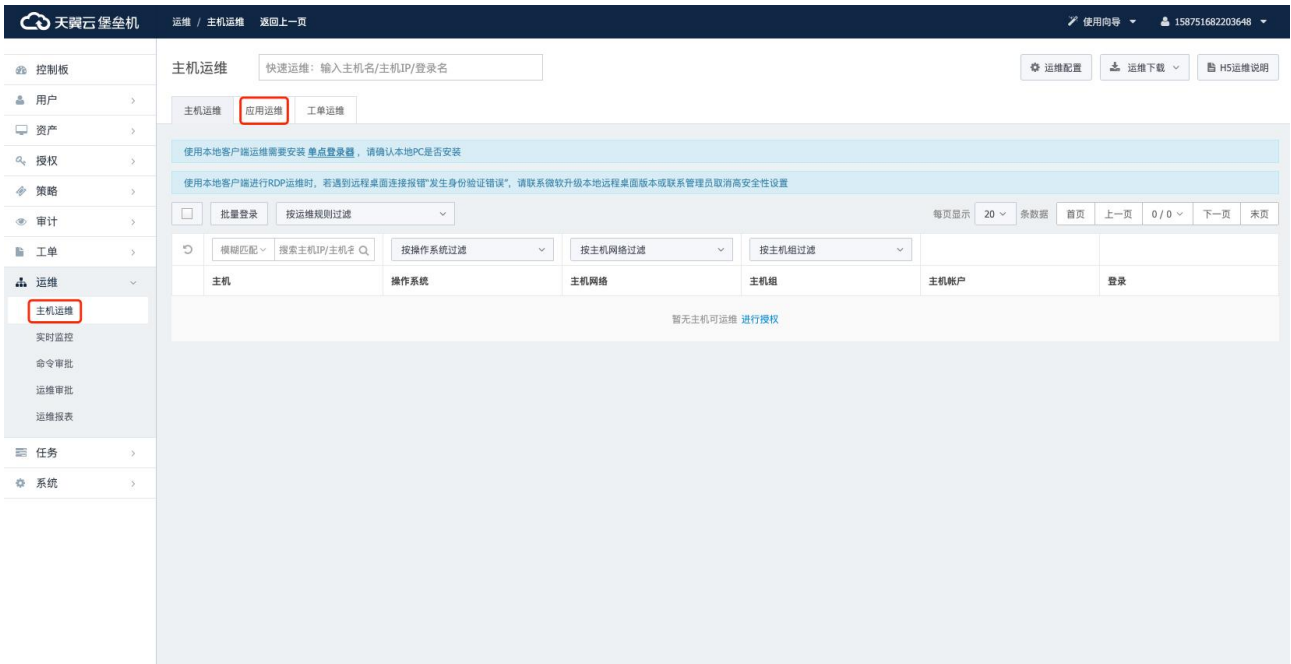 天翼云堡垒机 运维 / 主机运维 返回上一页 使用向导 158751682203648
控制板
用户
资产
授权
策略
审计
工单
运维
主机运维
实时监控
命令审批
运维审批
运维报表
任务
系统
主机运维 快速运维：输入主机名/主机IP/登录名 运维配置 运维下载 H5运维说明
主机运维 应用运维 工单运维
使用本地客户端运维需要安装 单点登录器 ，请确认本地PC是否安装
使用本地客户端进行RDP运维时，若遇到远程桌面连接报错"发生身份验证错误"，请联系微软升级本地远程桌面版本或联系管理员取消高安全性设置
批量登录 按运维规则过滤 每页显示 20 条数据 首页 上一页 0 / 0 下一页 末页
模糊匹配 搜索主机IP/主机名 按操作系统过滤 按主机网络过滤 按主机组过滤
主机 操作系统 主机网络 主机组 主机帐户 登录
暂无主机可运维 进行授权